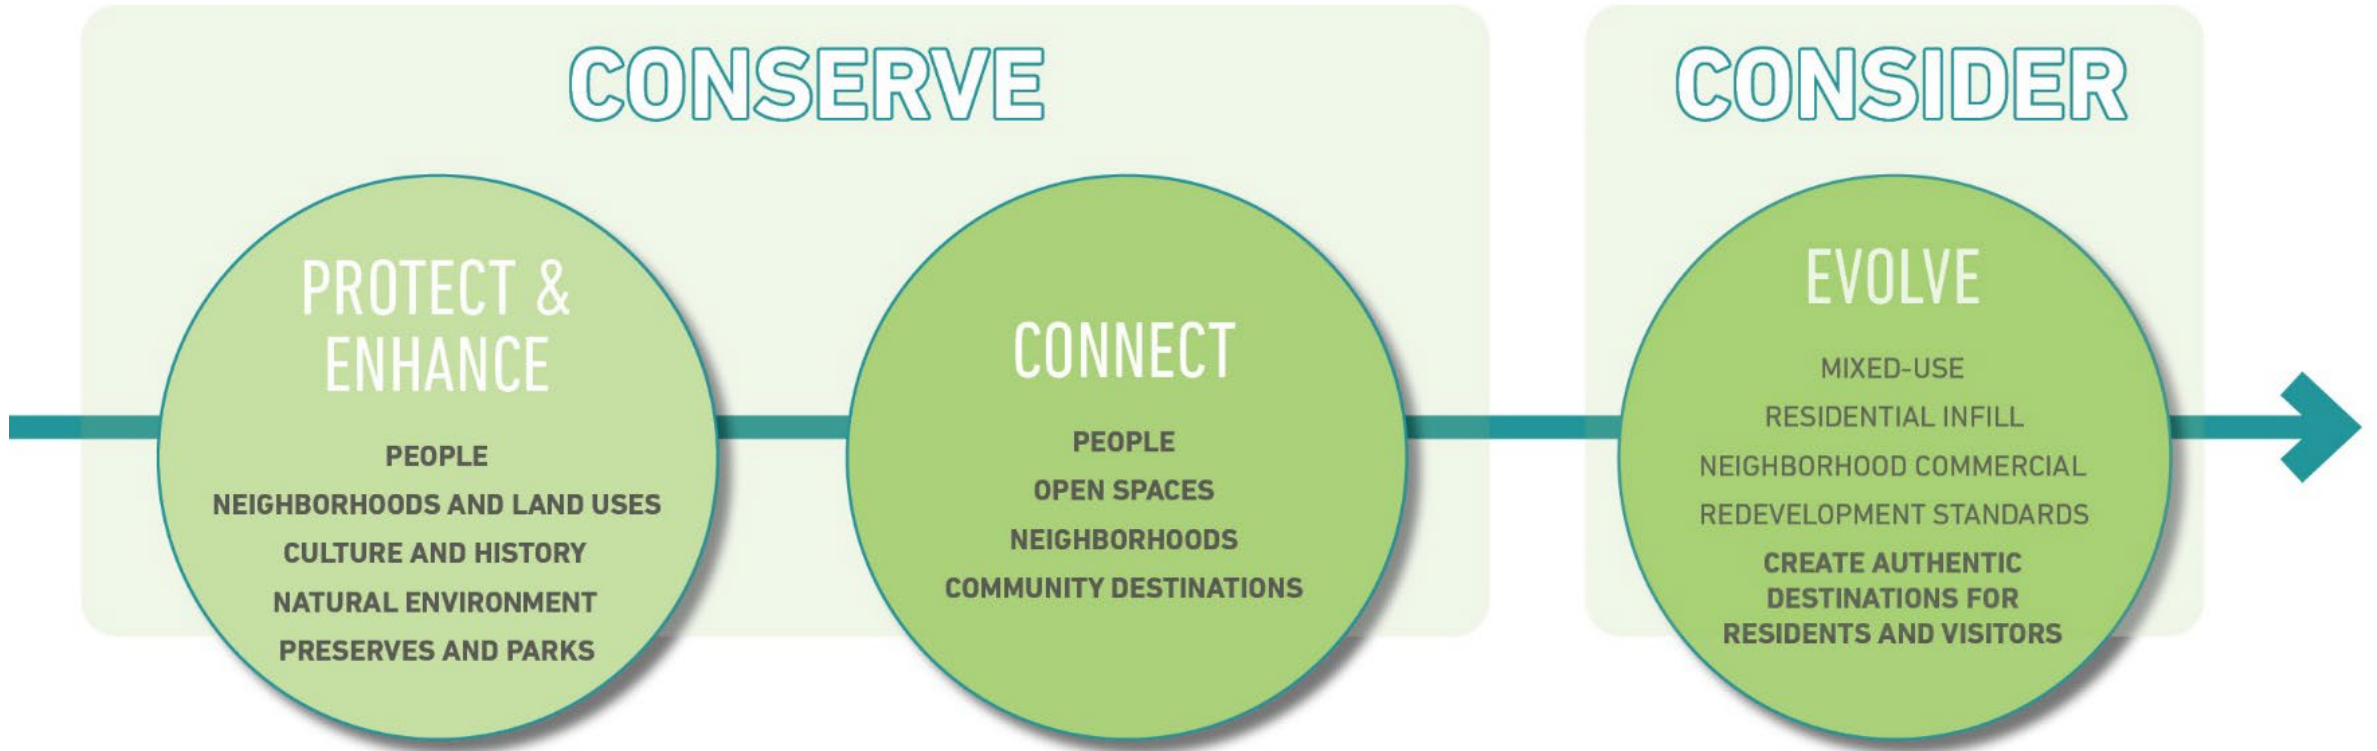 CONSERVE
PROTECT &
ENHANCE
PEOPLE
NEIGHBORHOODS AND LAND USES
CULTURE AND HISTORY
NATURAL ENVIRONMENT
PRESERVES AND PARKS
CONNECT
PEOPLE
OPEN SPACES
NEIGHBORHOODS
COMMUNITY DESTINATIONS
CONSIDER
EVOLVE
MIXED-USE
RESIDENTIAL INFILL
NEIGHBORHOOD COMMERCIAL
REDEVELOPMENT STANDARDS
CREATE AUTHENTIC
DESTINATIONS FOR
RESIDENTS AND VISITORS